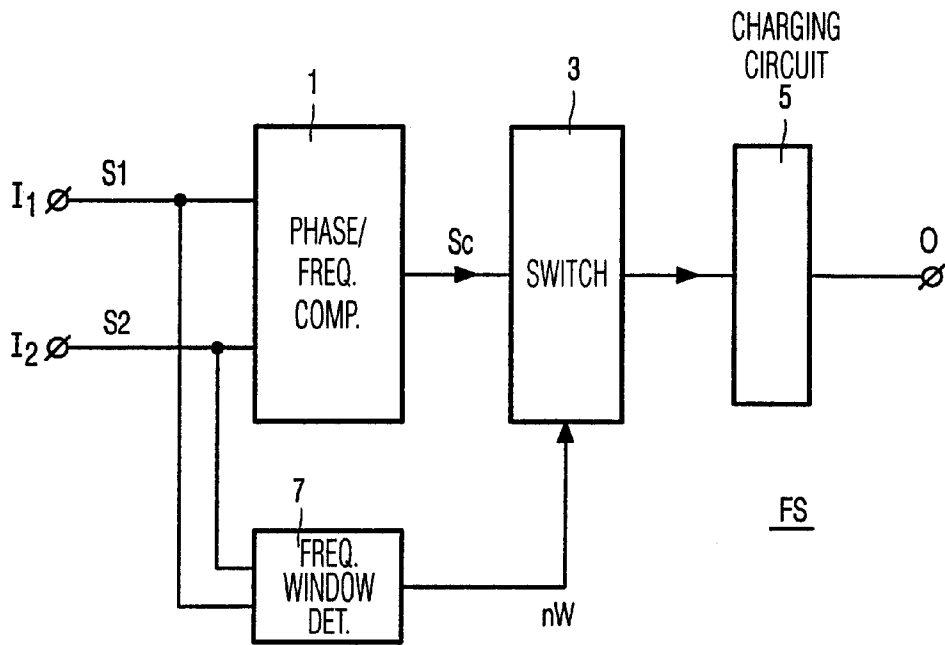 CHARGING
CIRCUIT
1
3
5
I1
S1
PHASE/
FREQ.
COMP.
Sc
SWITCH
O
I2
S2
7
FREQ.
WINDOW
DET.
nW
FS